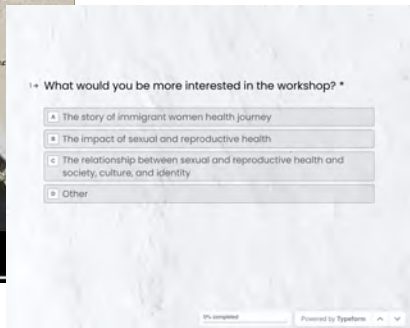 1 What would you be more interested in the workshop? *
A The story of immigrant women health journey
B The impact of sexual and reproductive health
C The relationship between sexual and reproductive health and
society, culture, and identity
D Other
0% completed
Powered by Typeform